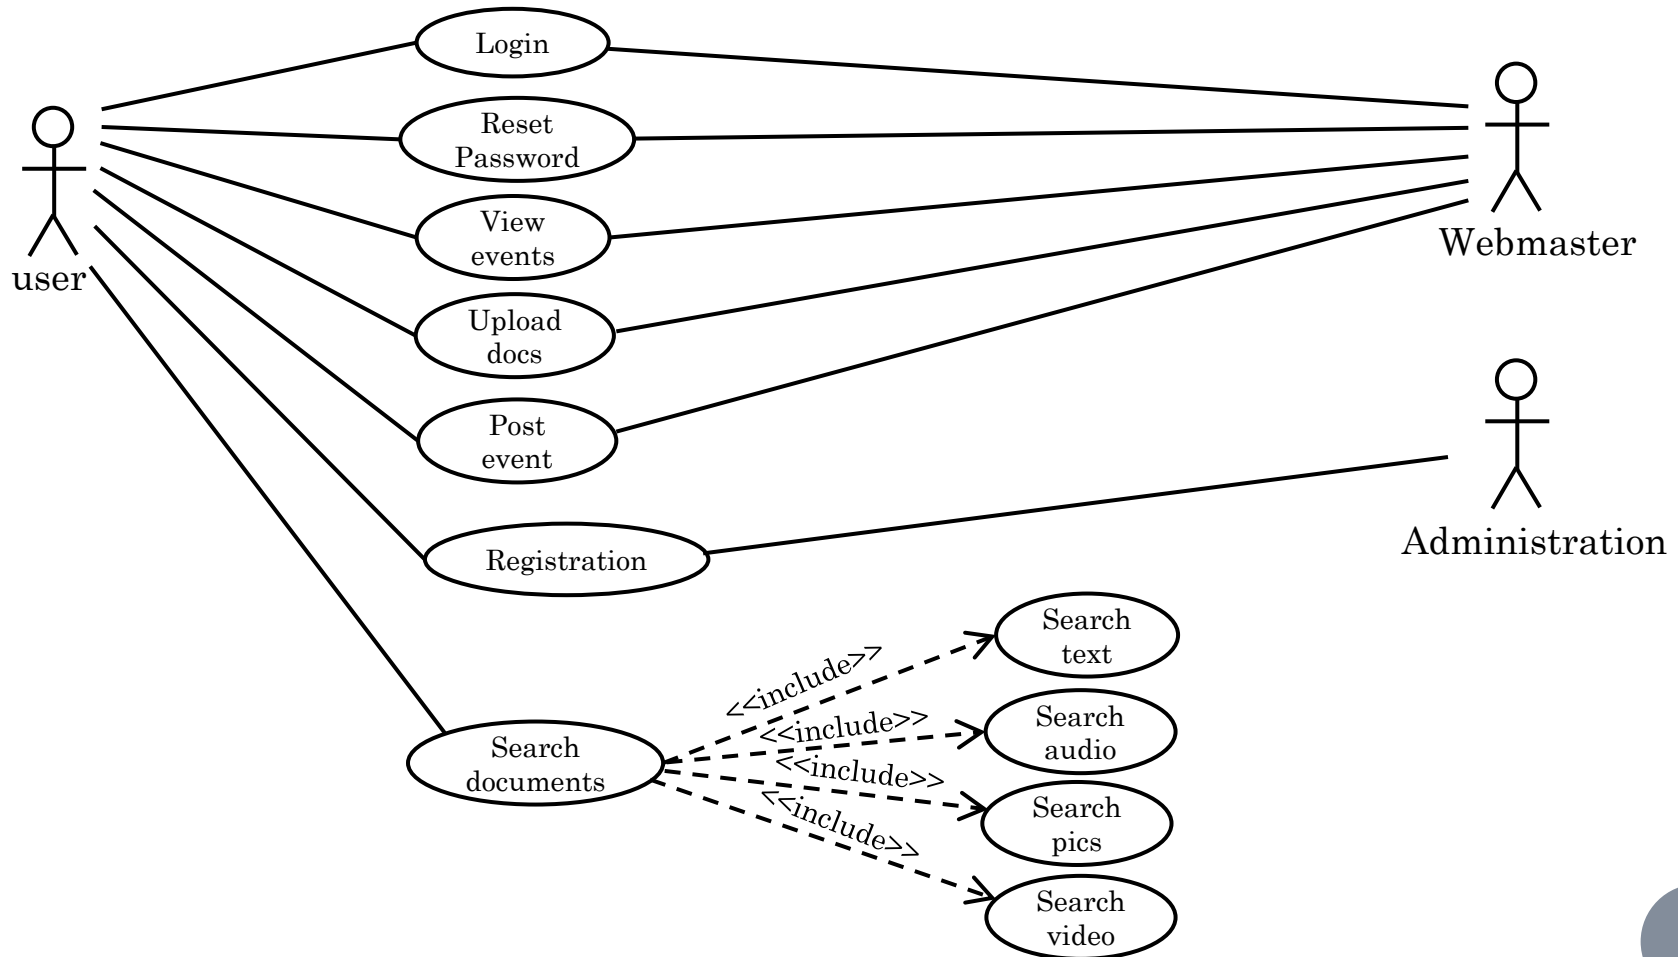 Login
Reset
Password
View
events
Upload
docs
Post
event
Registration
Search
documents
user
Webmaster
Administration
<<include>>
<<include>>
<<include>>
<<include>>
Search
text
Search
audio
Search
pics
Search
video